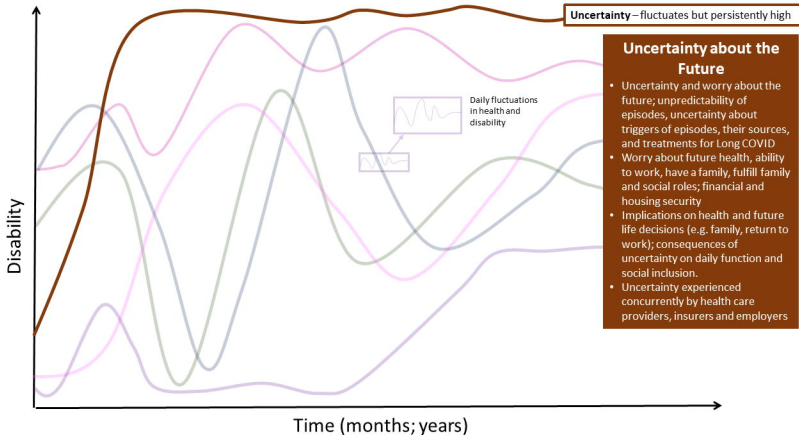 Uncertainty – fluctuates but persistently high
Uncertainty about the
Future
• Uncertainty and worry about the
future; unpredictability of
episodes, uncertainty about
triggers of episodes, their sources,
and treatments for Long COVID
• Worry about future health, ability
to work, have a family, fulfill family
and social roles; financial and
housing security
• Implications on health and future
life decisions (e.g. family, return to
work); consequences of
uncertainty on daily function and
social inclusion.
• Uncertainty experienced
concurrently by health care
providers, insurers and employers
Daily fluctuations
in health and
disability
Disability
Time (months; years)